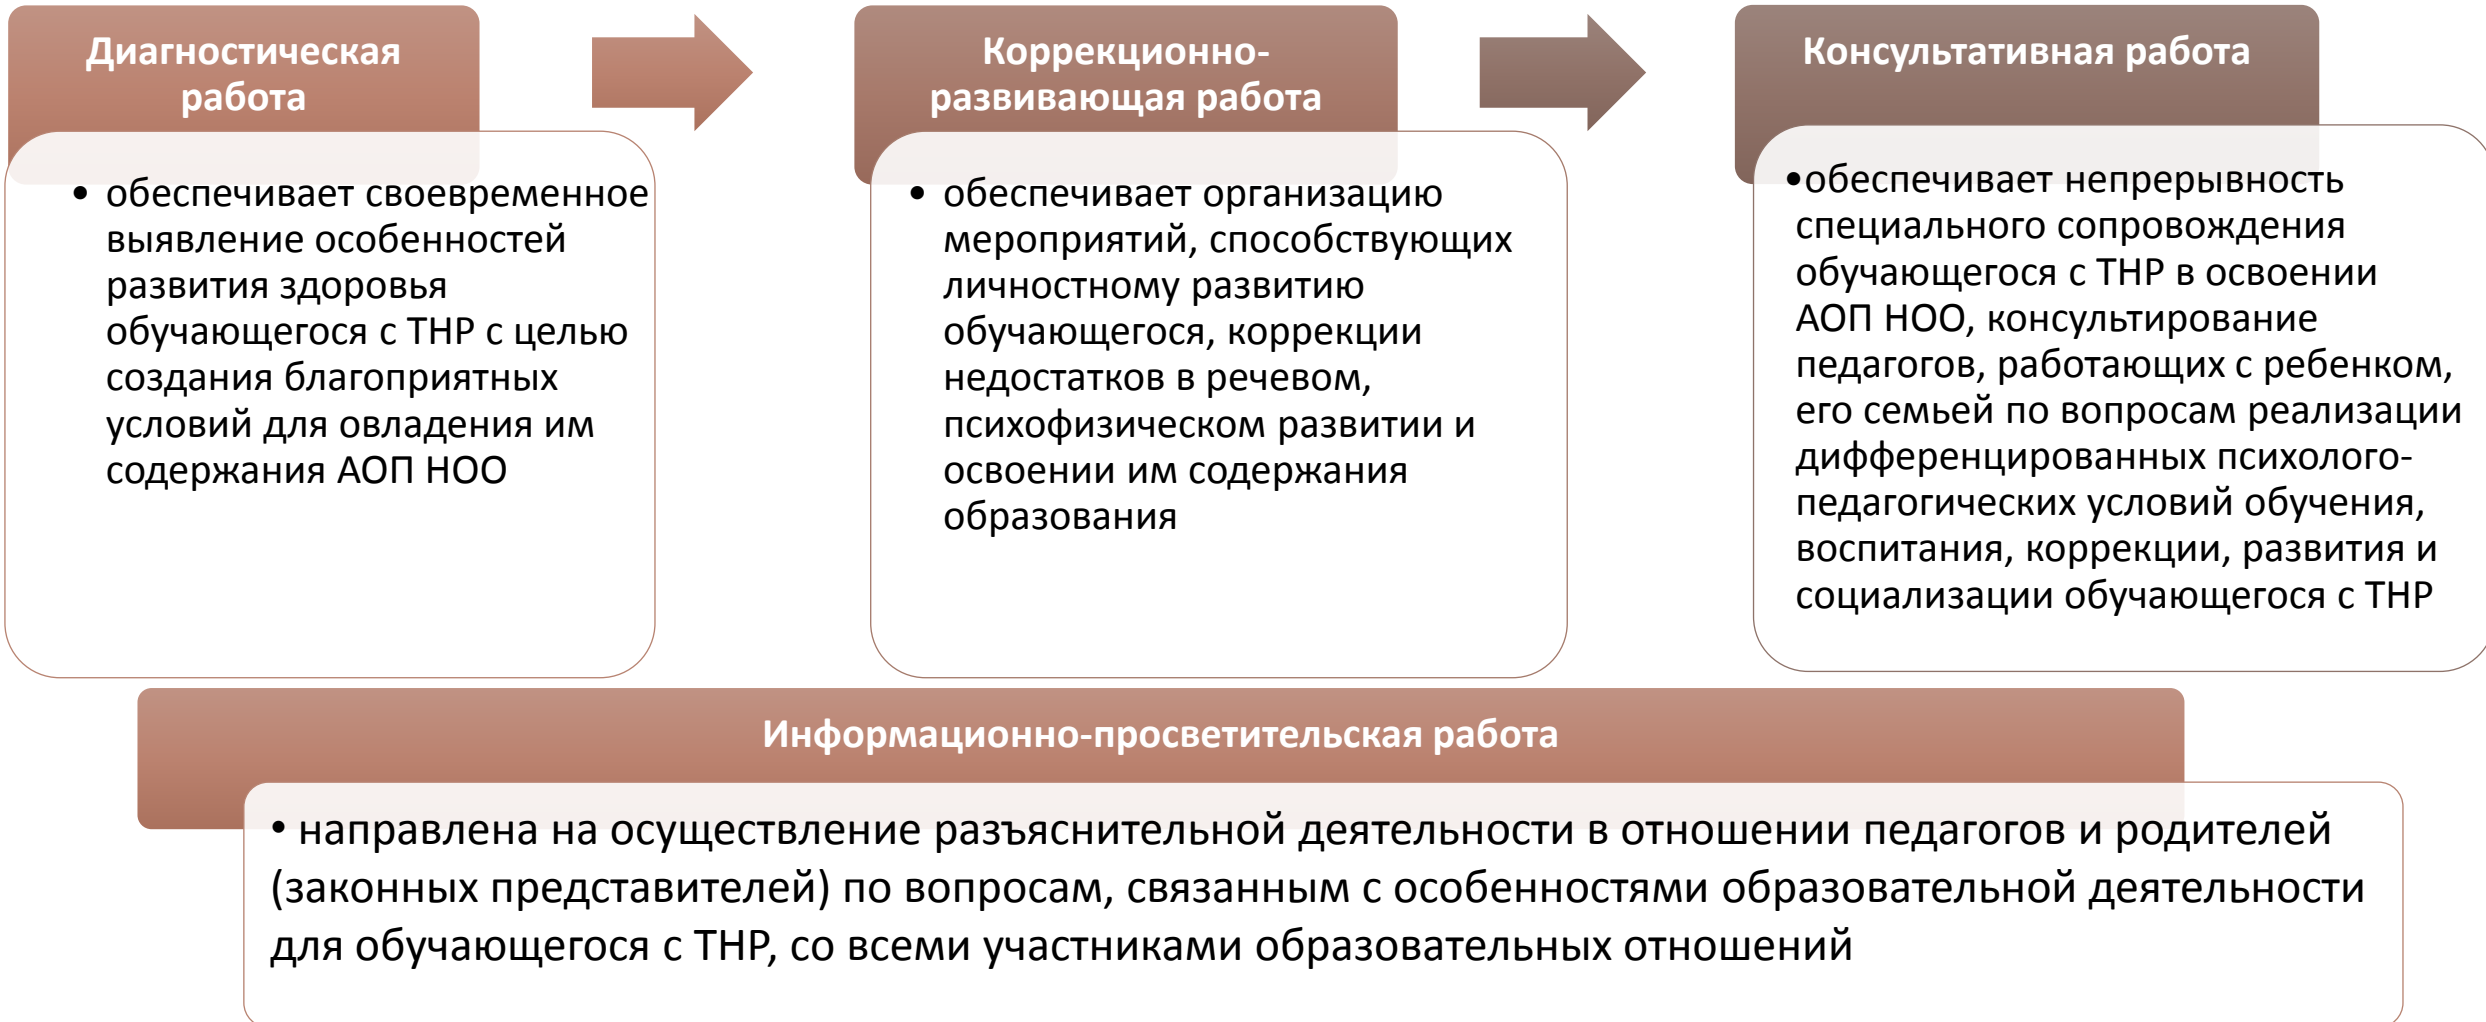 Диагностическая
работа
• обеспечивает своевременное
выявление особенностей
развития здоровья
обучающегося с ТНР с целью
создания благоприятных
условий для овладения им
содержания АОП НОО
Коррекционно-
развивающая работа
• обеспечивает организацию
мероприятий, способствующих
личностному развитию
обучающегося, коррекции
недостатков в речевом,
психофизическом развитии и
освоении им содержания
образования
Консультативная работа
•обеспечивает непрерывность
специального сопровождения
обучающегося с ТНР в освоении
АОП НОО, консультирование
педагогов, работающих с ребенком,
его семьей по вопросам реализации
дифференцированных психолого-
педагогических условий обучения,
воспитания, коррекции, развития и
социализации обучающегося с ТНР
Информационно-просветительская работа
• направлена на осуществление разъяснительной деятельности в отношении педагогов и родителей
(законных представителей) по вопросам, связанным с особенностями образовательной деятельности
для обучающегося с ТНР, со всеми участниками образовательных отношений